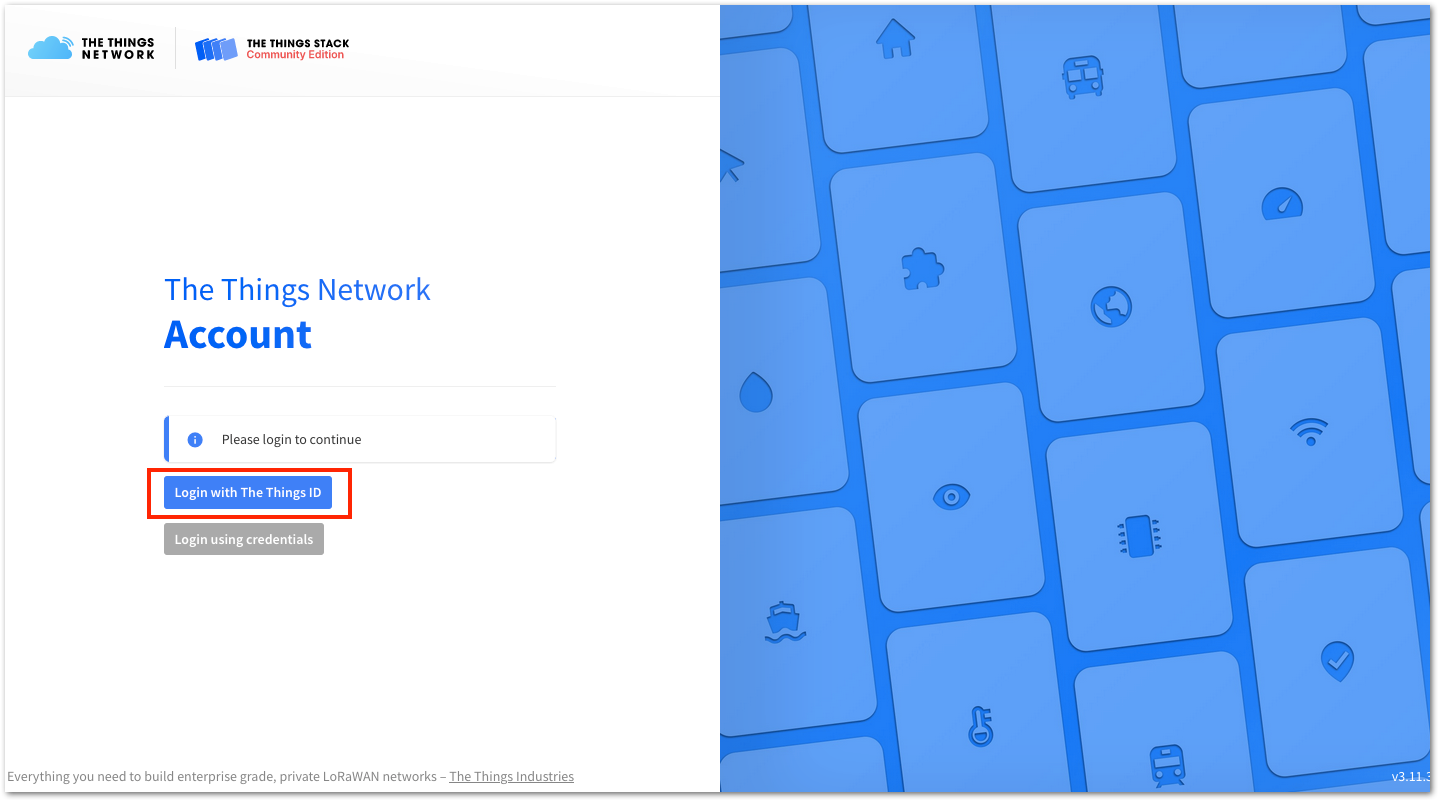 THE THINGS
NETWORK
THE THINGS STACK
Community Edition
The Things Network
Account
Please login to continue
Login with The Things ID
Login using credentials
Everything you need to build enterprise grade, private LoRaWAN networks – The Things Industries
v3.11.3